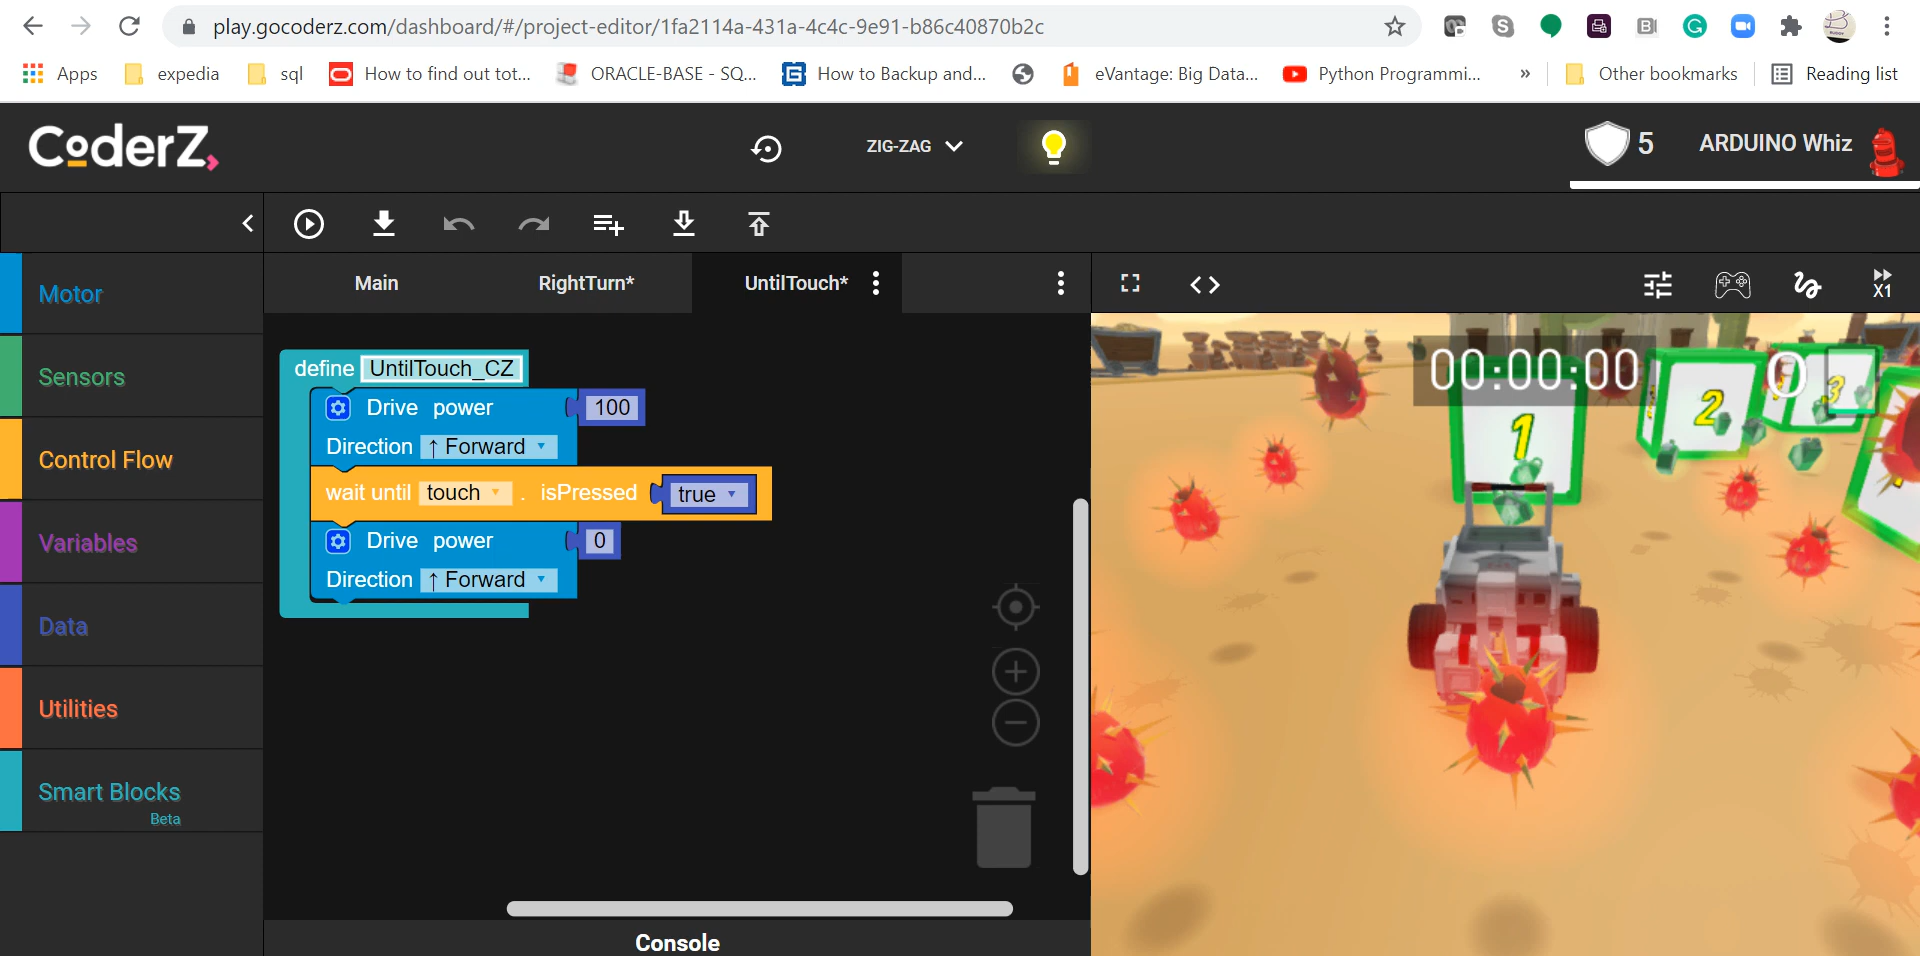 play.gocoderz.com/dashboard/#/project-editor/1fa2114a-431a-4c4c-9e91-b86c40870b2c
Apps expedia sql How to find out tot... ORACLE-BASE - SQ... How to Backup and... eVantage: Big Data... Python Programmi... » Other bookmarks Reading list
CoderZ ZIG-ZAG 5 ARDUINO Whiz
Main RightTurn* UntilTouch* X1
Motor
Sensors
Control Flow
Variables
Data
Utilities
Smart Blocks
Beta
define UntilTouch_CZ
Drive power 100
Direction ↑ Forward
wait until touch . isPressed true
Drive power 0
Direction ↑ Forward
Console
00:00:00 0
1 2 3